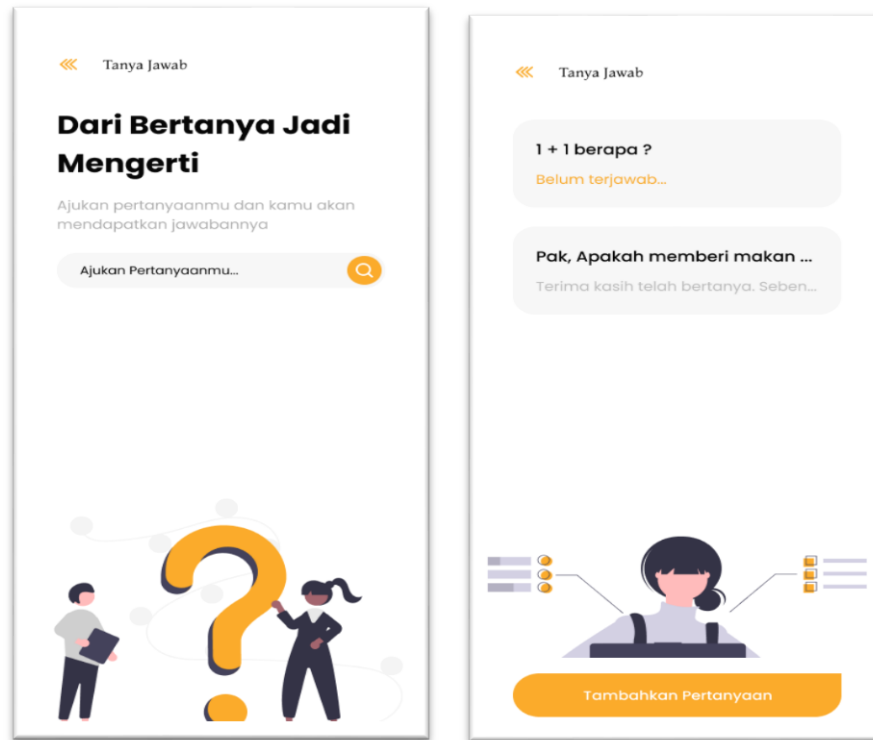 Tanya Jawab
Dari Bertanya Jadi
Mengerti
Ajukan pertanyaanmu dan kamu akan
mendapatkan jawabannya
Ajukan Pertanyaanmu...
Tanya Jawab
1 + 1 berapa ?
Belum terjawab...
Pak, Apakah memberi makan ...
Terima kasih telah bertanya. Seben...
Tambahkan Pertanyaan